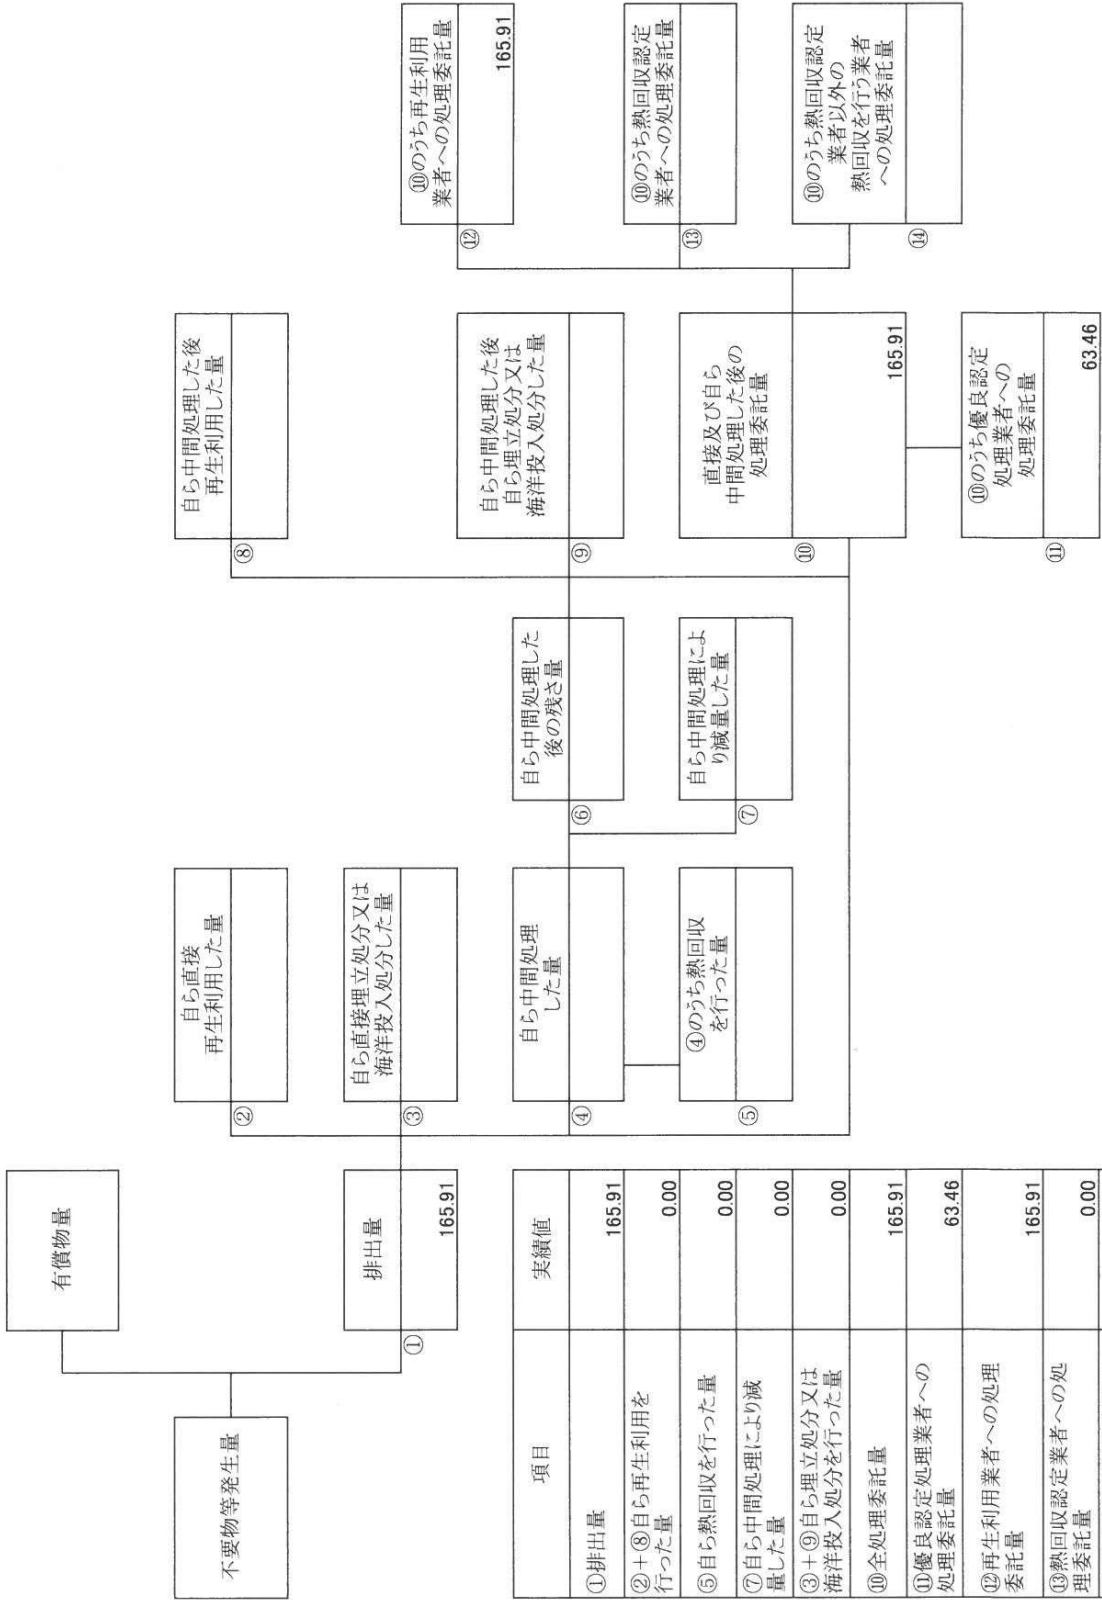 不要物等発生量
有償物量
排出量
①
165.91
自ら直接
再生利用した量
②
自ら直接埋立処分又は
海洋投入処分した量
③
自ら中間処理
した量
④
④のうち熱回収
を行った量
⑤
自ら中間処理した
後の残さ量
⑥
自ら中間処理によ
り減量した量
⑦
自ら中間処理した後
再生利用した量
⑧
自ら中間処理した後
自ら埋立処分又は
海洋投入処分した量
⑨
直接及び自ら
中間処理した後の
処理委託量
⑩
165.91
⑩のうち優良認定
処理業者への
処理委託量
⑪
63.46
⑩のうち再生利用
業者への処理委託量
⑫
165.91
⑩のうち熱回収認定
業者への処理委託量
⑬
⑩のうち熱回収認定
業者以外の
熱回収を行う業者
への処理委託量
⑭
項目 実績値
①排出量 165.91
②+⑧自ら再生利用を
行った量 0.00
⑤自ら熱回収を行った量 0.00
⑦自ら中間処理により減
量した量 0.00
③+⑨自ら埋立処分又は
海洋投入処分を行った量 0.00
⑩全処理委託量 165.91
⑪優良認定処理業者への
処理委託量 63.46
⑫再生利用業者への処理
委託量 165.91
⑬熱回収認定業者への処
理委託量 0.00